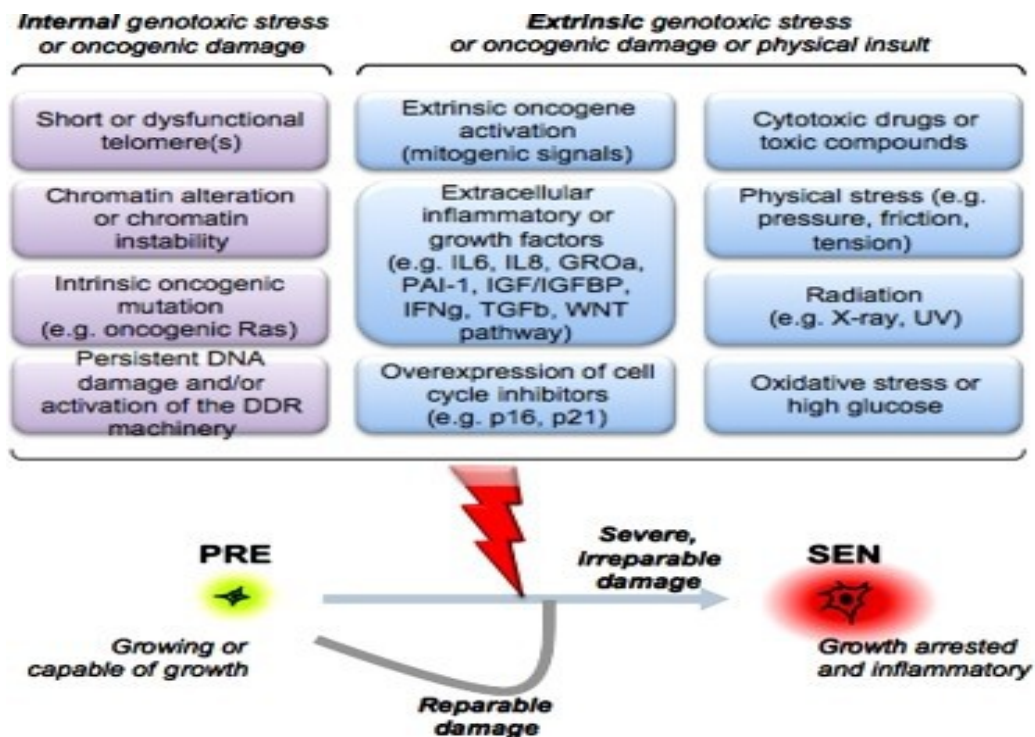 Internal genotoxic stress
or oncogenic damage
Extrinsic genotoxic stress
or oncogenic damage or physical insult
Short or dysfunctional
telomere(s)
Chromatin alteration
or chromatin
instability
Intrinsic oncogenic
mutation
(e.g. oncogenic Ras)
Persistent DNA
damage and/or
activation of the DDR
machinery
Extrinsic oncogene
activation
(mitogenic signals)
Extracellular
inflammatory or
growth factors
(e.g. IL6, IL8, GROa,
PAI-1, IGF/IGFBP,
IFNg, TGFb, WNT
pathway)
Overexpression of cell
cycle inhibitors
(e.g. p16, p21)
Cytotoxic drugs or
toxic compounds
Physical stress (e.g.
pressure, friction,
tension)
Radiation
(e.g. X-ray, UV)
Oxidative stress or
high glucose
PRE
Growing or
capable of growth
Severe,
irreparable
damage
Reparable
damage
SEN
Growth arrested
and inflammatory